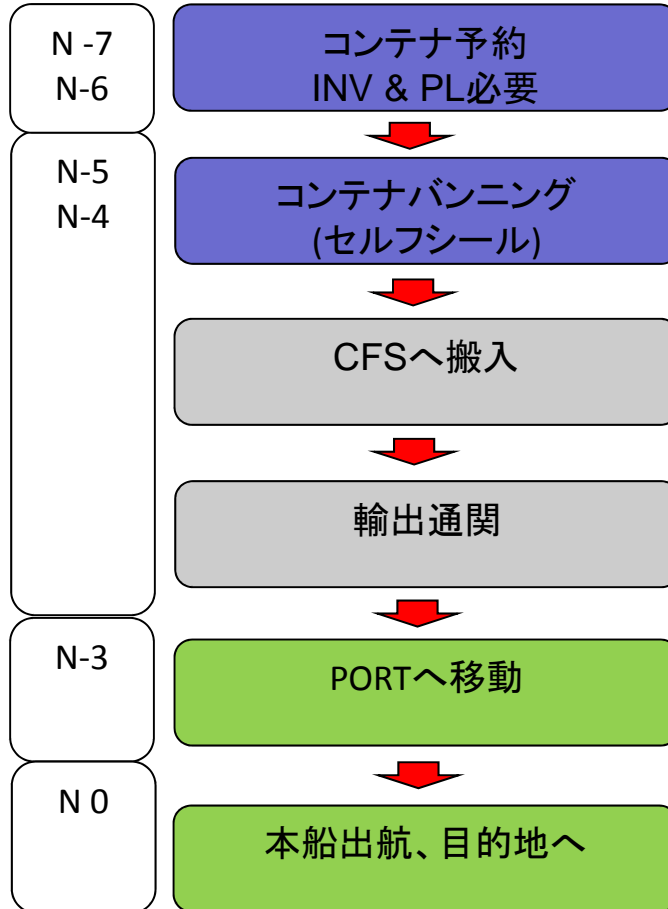 N -7
N-6
コンテナ予約
INV & PL必要
N-5
N-4
コンテナバンニング
(セルフシール)
CFSへ搬入
輸出通関
N-3
PORTへ移動
N 0
本船出航、目的地へ